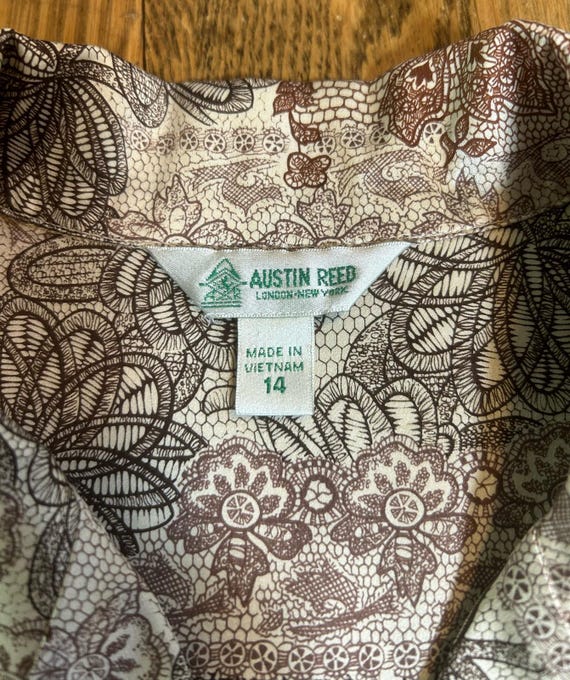 AUSTIN REED
LONDON·NEW YORK
MADE IN
VIETNAM
14